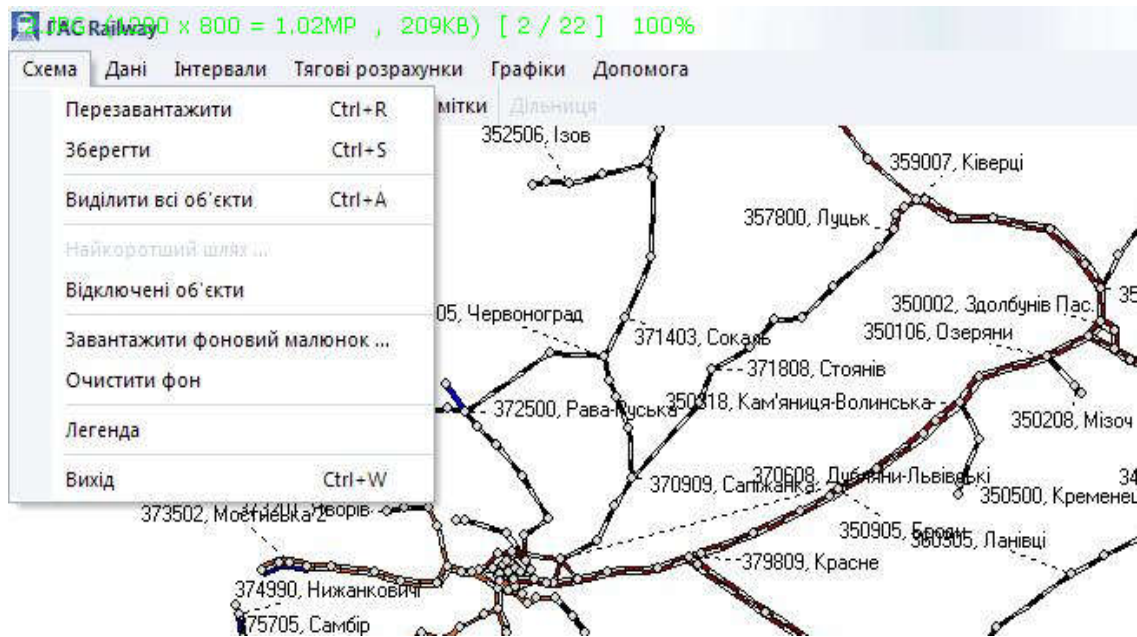 ГАС Railway
(1280 x 800 = 1.02MP , 209KB) [ 2 / 22 ] 100%
Схема Дані Інтервали Тягові розрахунки Графіки Допомога
мітки Дільниця
Перезавантажити Ctrl+R
Зберегти Ctrl+S
Виділити всі об'єкти Ctrl+A
Найкоротший шлях ...
Відключені об'єкти
Завантажити фоновий малюнок ...
Очистити фон
Легенда
Вихід Ctrl+W
352506, Ізов
359007, Ківерці
357800, Луцьк
350002, Здолбунів Пас.
05, Червоноград
371403, Сокаль
350106, Озеряни
371808, Стоянів
372500, Рава-Руська
350318, Кам'яниця-Волинська
350208, Мізоч
370608, Дубляни-Львівські
370909, Сапіжанка
350500, Кременец
373502, Мостиська 2
Яворів
350905, Броди
360305, Ланівці
379809, Красне
374990, Нижанковичі
375705, Самбір